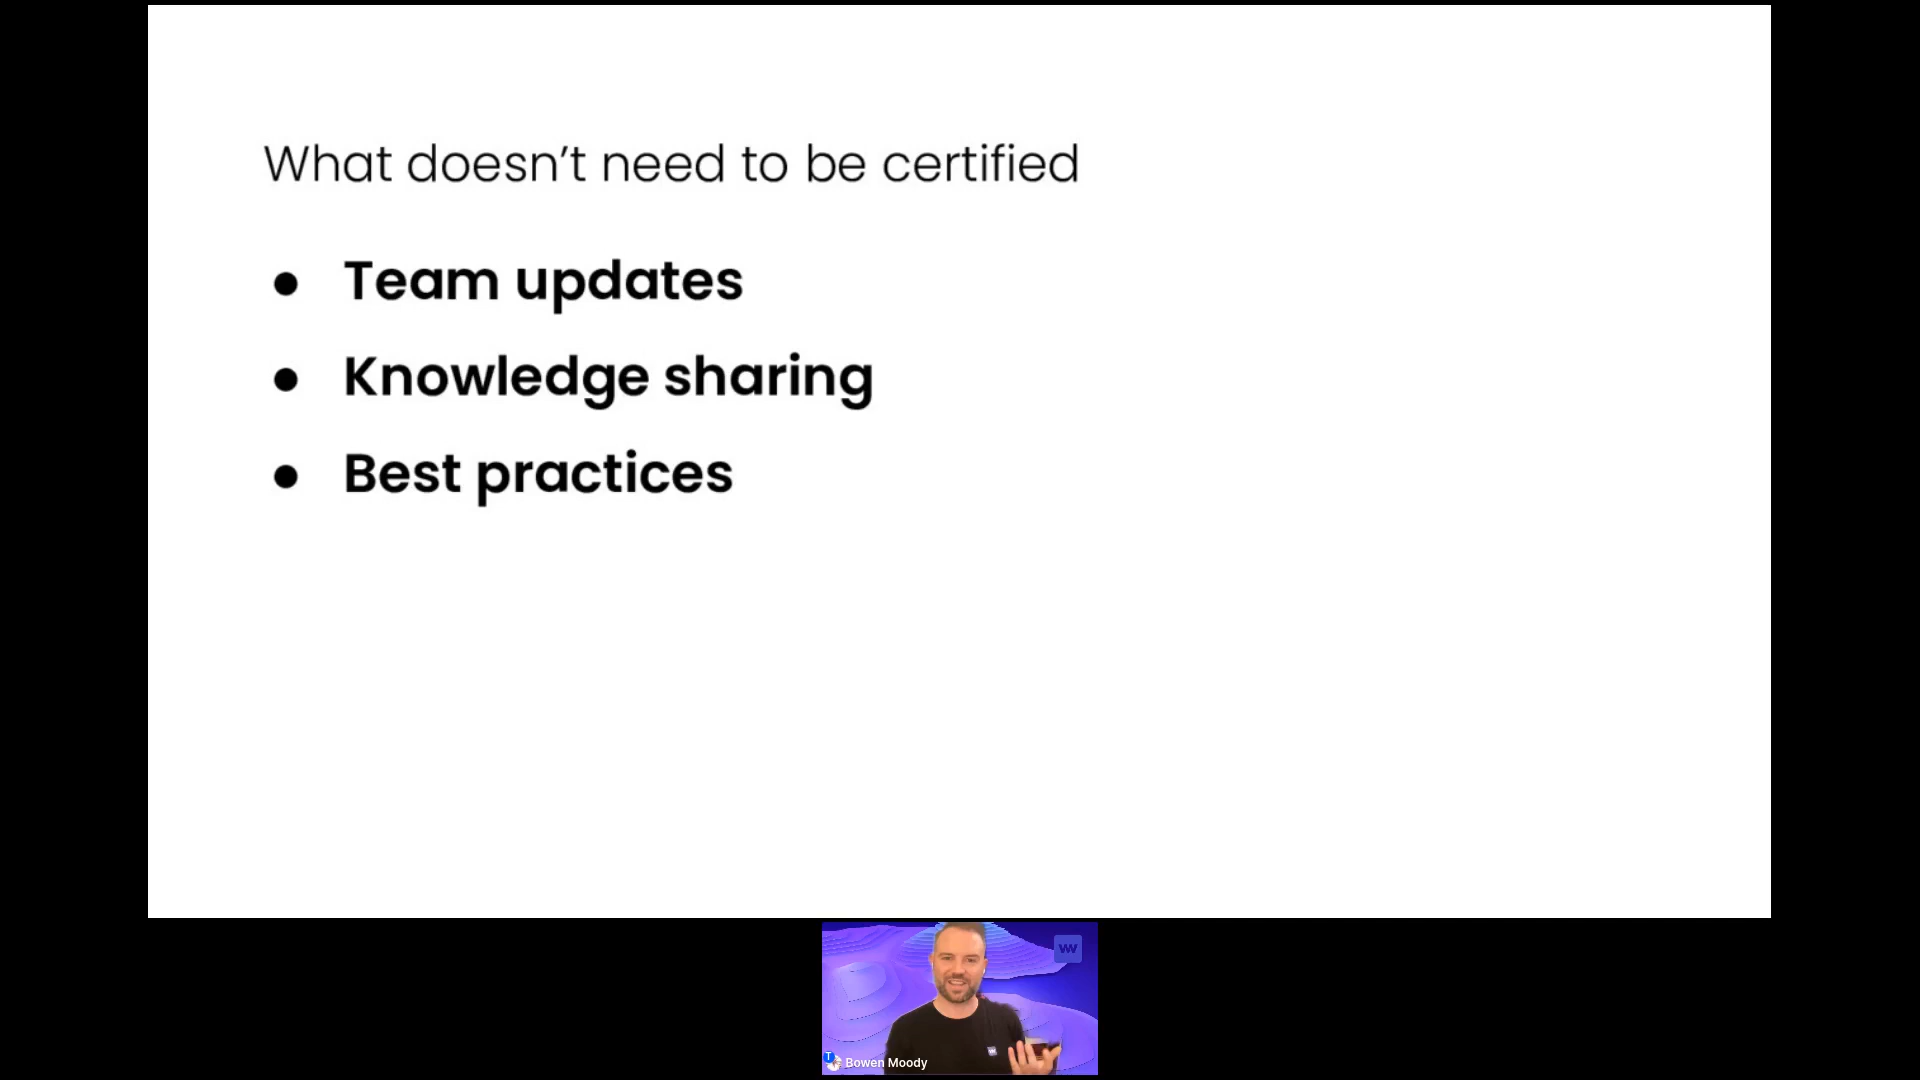 What doesn’t need to be certified
● Team updates
● Knowledge sharing
● Best practices
W
T
Bowen Moody